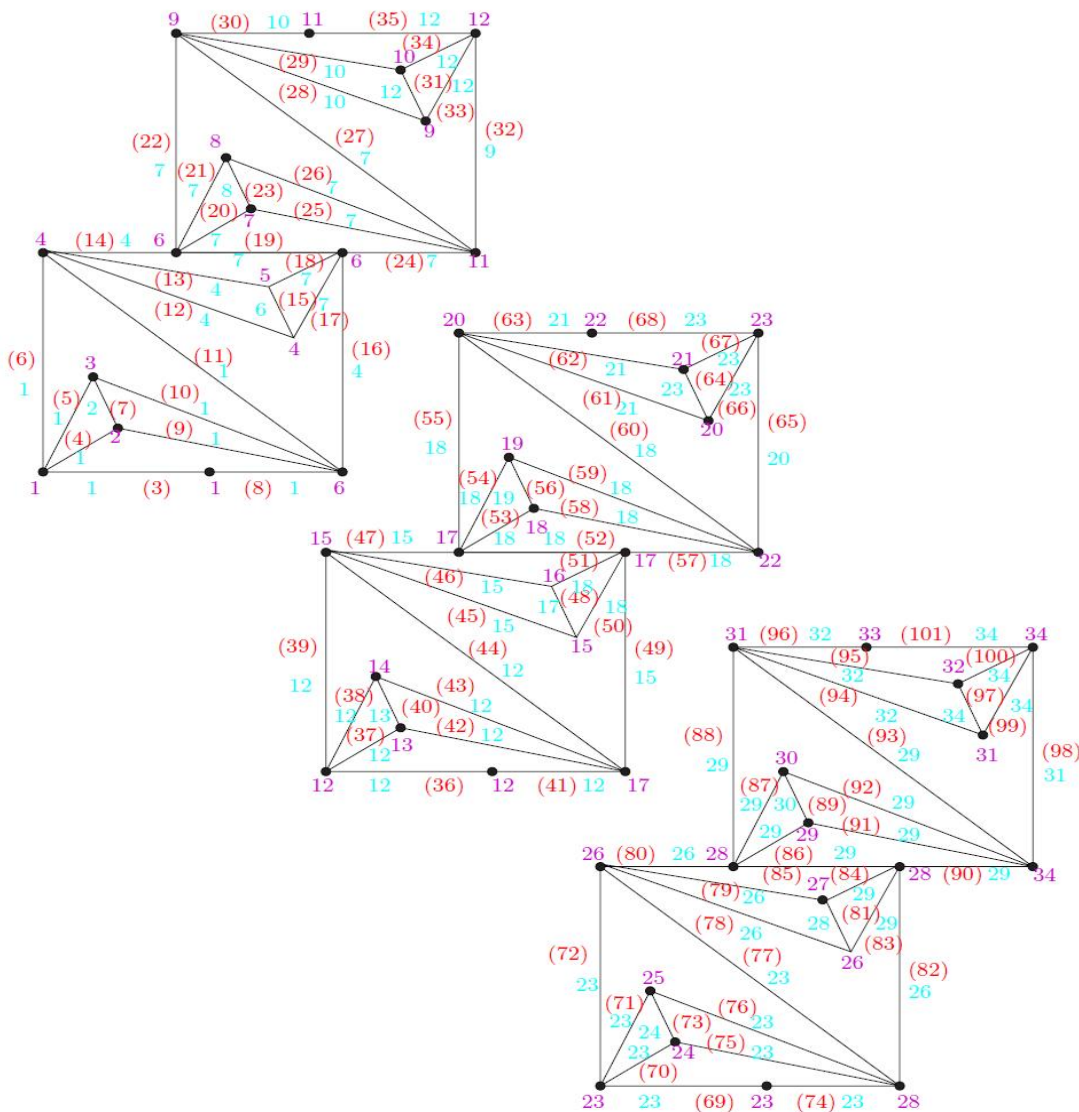 9 (30) 10 11 (35) 12 12
(34)
10
(29) 10 12
(28) 10 12 (31) 12
(33)
9
(32)
9
(27)
7
(22)
7
8
(21) (26)
7 8 (23) 7
(20) 7 (25) 7
4 (14) 4 6 7 (19) 6 (24) 7 11
7
(18)
5 7
(13) 4 (15) 7
(12) 4 6 (17)
4
(16)
4
(11)
1
(6)
1
3
(5) (10)
1 2 (7) 1
(4) 2 (9) 1
1
1 1 (3) 1 (8) 1 6
20 (63) 21 22 (68) 23 23
(67)
21 23
(62) 21 (64)
(61) 21 23 23
(66)
20
(65)
20
(60)
18
(55)
18
19
(54) (59)
18 19 (56) 18
(53) 18 (58) 18
15 (47) 15 17 18 18 (52) 17 (57) 18 22
(51)
16 18
(46) 15 (48)
(45) 15 17 18
(50)
15
(49)
15
(44)
12
(39)
12
14
(38) (43)
12 13 (40) 12
(37) 13 (42) 12
12
12 12 (36) 12 (41) 12 17
31 (96) 32 33 (101) 34 34
(95) 32 (100)
32 34
(94) (97)
32 34 34
(99)
31
(98)
31
(93)
29
(88)
29
30
(87) (92)
29 30 (89) 29
29 29 (91) 29
26 (80) 26 28 (86) 29 28 (90) 29 34
(85) (84)
27 29
(79) 26 (81)
(78) 26 28 29
(83)
26
(82)
26
(77)
23
(72)
23
25
(71) (76)
23 24 (73) 23
23 24 (75) 23
(70)
23 23 (69) 23 (74) 23 28